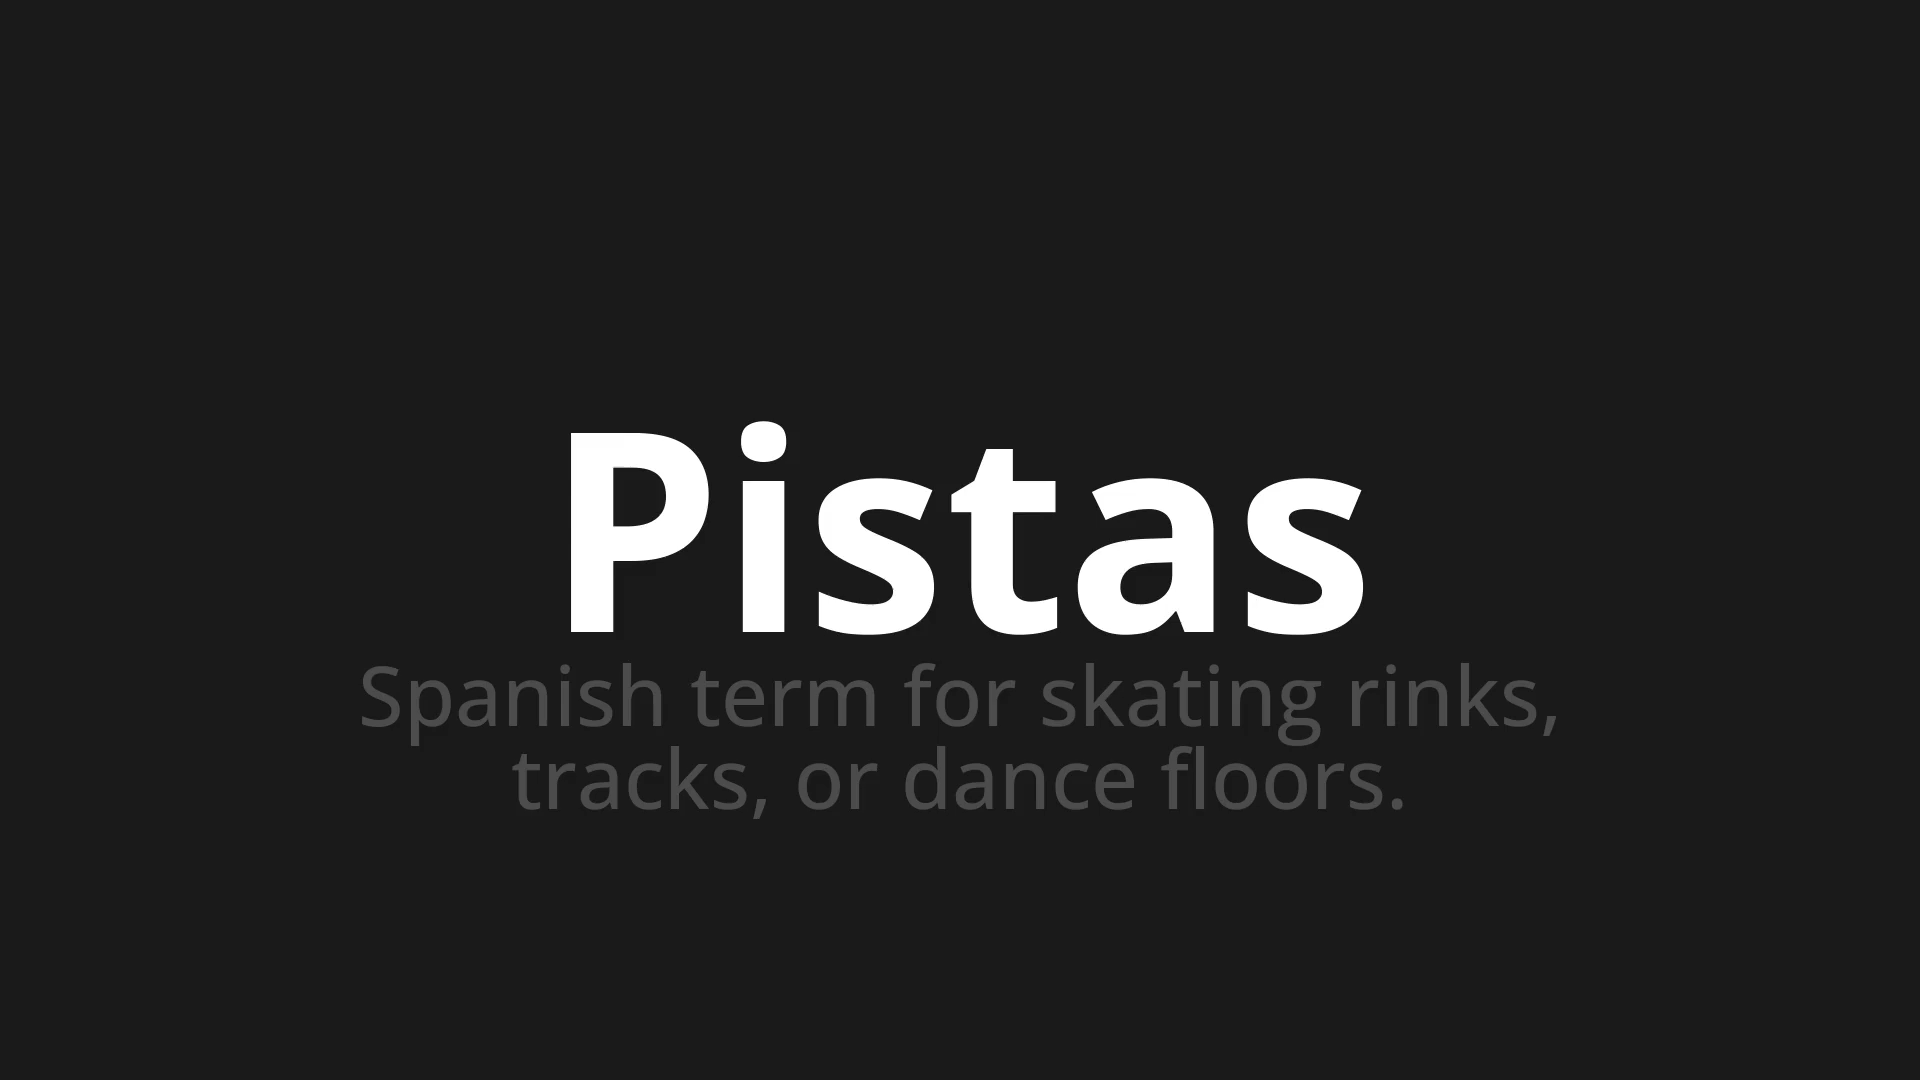 Pistas
Spanish term for skating rinks,
tracks, or dance floors.